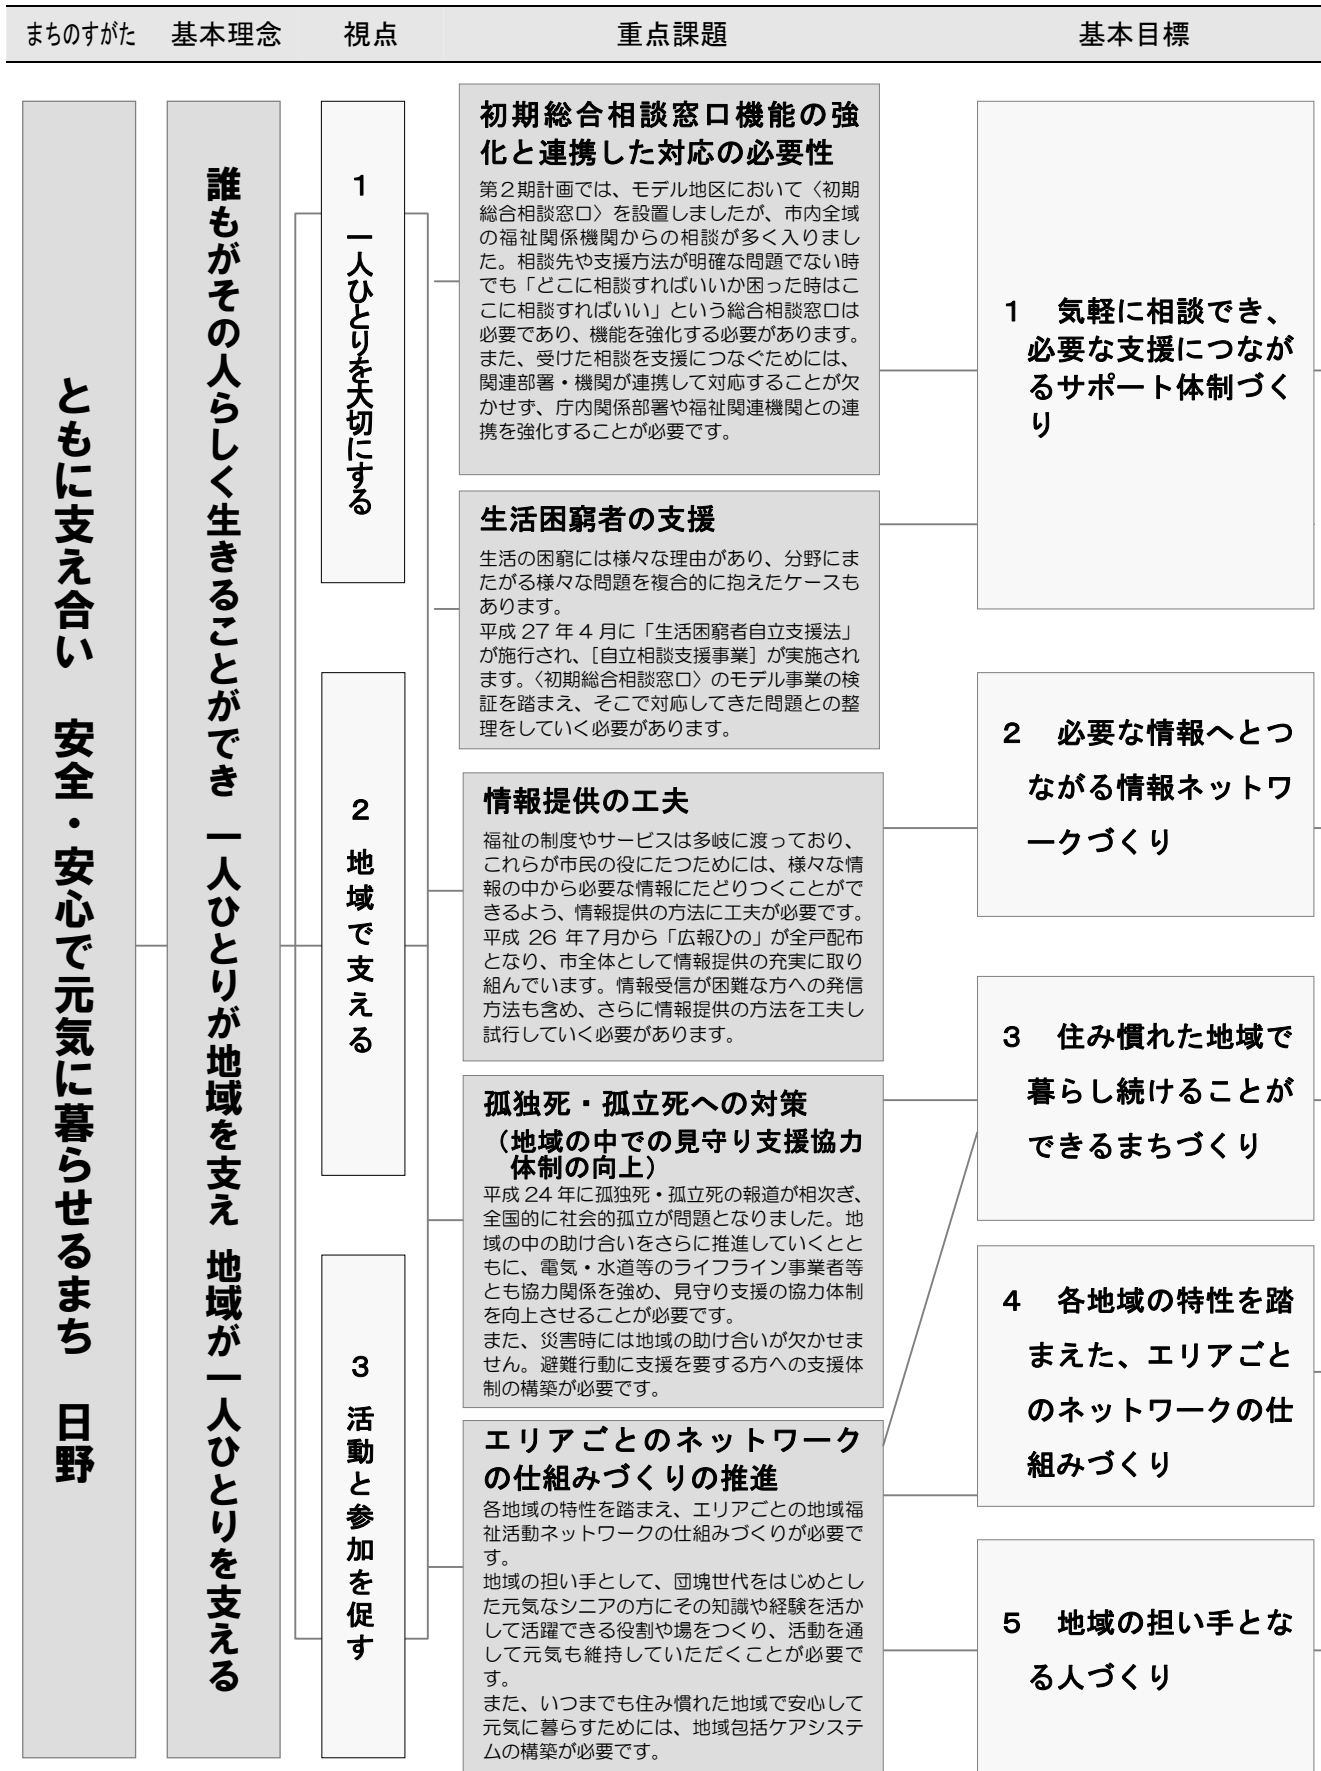 まちのすがた 基本理念 視点 重点課題 基本目標
ともに支え合い 安全・安心で元気に暮らせるまち 日野
誰もがその人らしく生きることができ 一人ひとりが地域を支え 地域が一人ひとりを支える
1 一人ひとりを大切にする
2 地域で支える
3 活動と参加を促す
初期総合相談窓口機能の強
化と連携した対応の必要性
第2期計画では、モデル地区において〈初期
総合相談窓口〉を設置しましたが、市内全域
の福祉関係機関からの相談が多く入りまし
た。相談先や支援方法が明確な問題でない時
でも「どこに相談すればいいか困った時はこ
こに相談すればいい」という総合相談窓口は
必要であり、機能を強化する必要があります。
また、受けた相談を支援につなぐためには、
関連部署・機関が連携して対応することが欠
かせず、庁内関係部署や福祉関連機関との連
携を強化することが必要です。
生活困窮者の支援
生活の困窮には様々な理由があり、分野にま
たがる様々な問題を複合的に抱えたケースも
あります。
平成 27 年 4 月に「生活困窮者自立支援法」
が施行され、[自立相談支援事業] が実施され
ます。〈初期総合相談窓口〉のモデル事業の検
証を踏まえ、そこで対応してきた問題との整
理をしていく必要があります。
情報提供の工夫
福祉の制度やサービスは多岐に渡っており、
これらが市民の役にたつためには、様々な情
報の中から必要な情報にたどりつくことがで
きるよう、情報提供の方法に工夫が必要です。
平成 26 年7月から「広報ひの」が全戸配布
となり、市全体として情報提供の充実に取り
組んでいます。情報受信が困難な方への発信
方法も含め、さらに情報提供の方法を工夫し
試行していく必要があります。
孤独死・孤立死への対策
（地域の中での見守り支援協力
体制の向上）
平成 24 年に孤独死・孤立死の報道が相次ぎ、
全国的に社会的孤立が問題となりました。地
域の中の助け合いをさらに推進していくとと
もに、電気・水道等のライフライン事業者等
とも協力関係を強め、見守り支援の協力体制
を向上させることが必要です。
また、災害時には地域の助け合いが欠かせま
せん。避難行動に支援を要する方への支援体
制の構築が必要です。
エリアごとのネットワーク
の仕組みづくりの推進
各地域の特性を踏まえ、エリアごとの地域福
祉活動ネットワークの仕組みづくりが必要で
す。
地域の担い手として、団塊世代をはじめとし
た元気なシニアの方にその知識や経験を活か
して活躍できる役割や場をつくり、活動を通
して元気も維持していただくことが必要で
す。
また、いつまでも住み慣れた地域で安心して
元気に暮らすためには、地域包括ケアシステ
ムの構築が必要です。
1 気軽に相談でき、
必要な支援につなが
るサポート体制づく
り
2 必要な情報へとつ
ながる情報ネットワ
ークづくり
3 住み慣れた地域で
暮らし続けることが
できるまちづくり
4 各地域の特性を踏
まえた、エリアごと
のネットワークの仕
組みづくり
5 地域の担い手とな
る人づくり